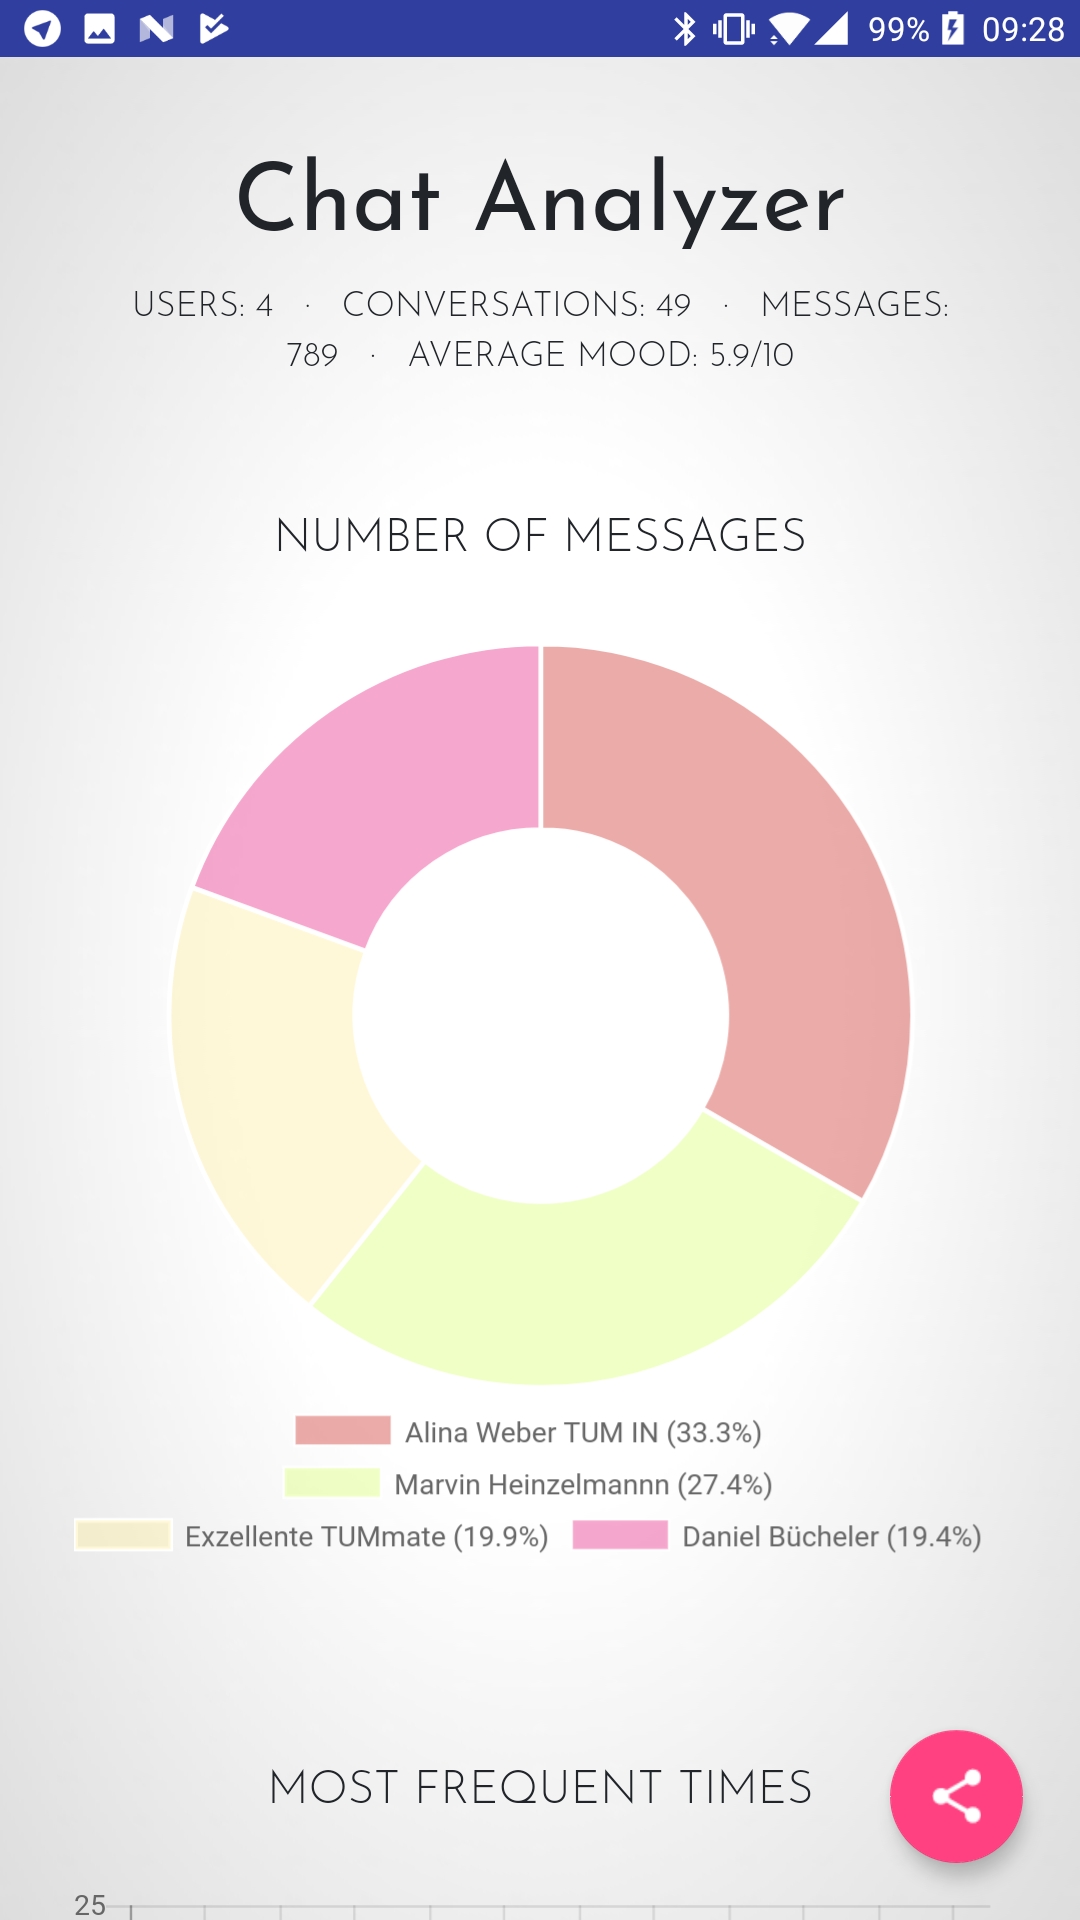 99% 09:28
Chat Analyzer
USERS: 4 · CONVERSATIONS: 49 · MESSAGES:
789 · AVERAGE MOOD: 5.9/10
NUMBER OF MESSAGES
Alina Weber TUM IN (33.3%)
Marvin Heinzelmannn (27.4%)
Exzellente TUMmate (19.9%) Daniel Bücheler (19.4%)
MOST FREQUENT TIMES
25